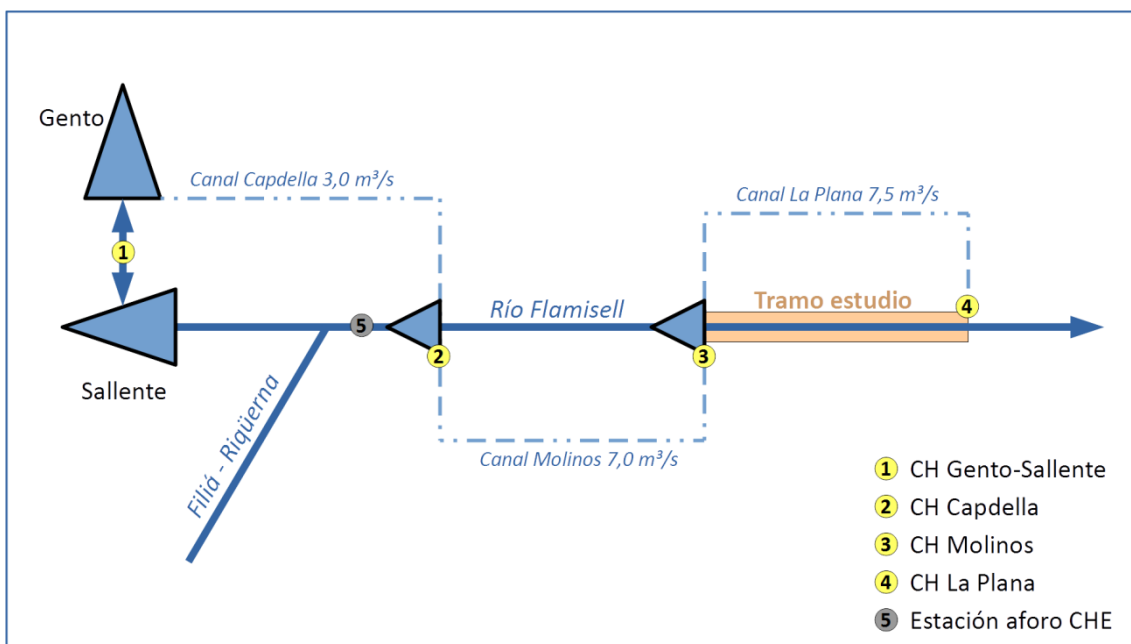 Gento
Canal Capdella 3,0 m³/s
Canal La Plana 7,5 m³/s
1
Río Flamisell
Tramo estudio
4
5
2
3
Sallente
Filiá - Riqüerna
Canal Molinos 7,0 m³/s
1 CH Gento-Sallente
2 CH Capdella
3 CH Molinos
4 CH La Plana
5 Estación aforo CHE